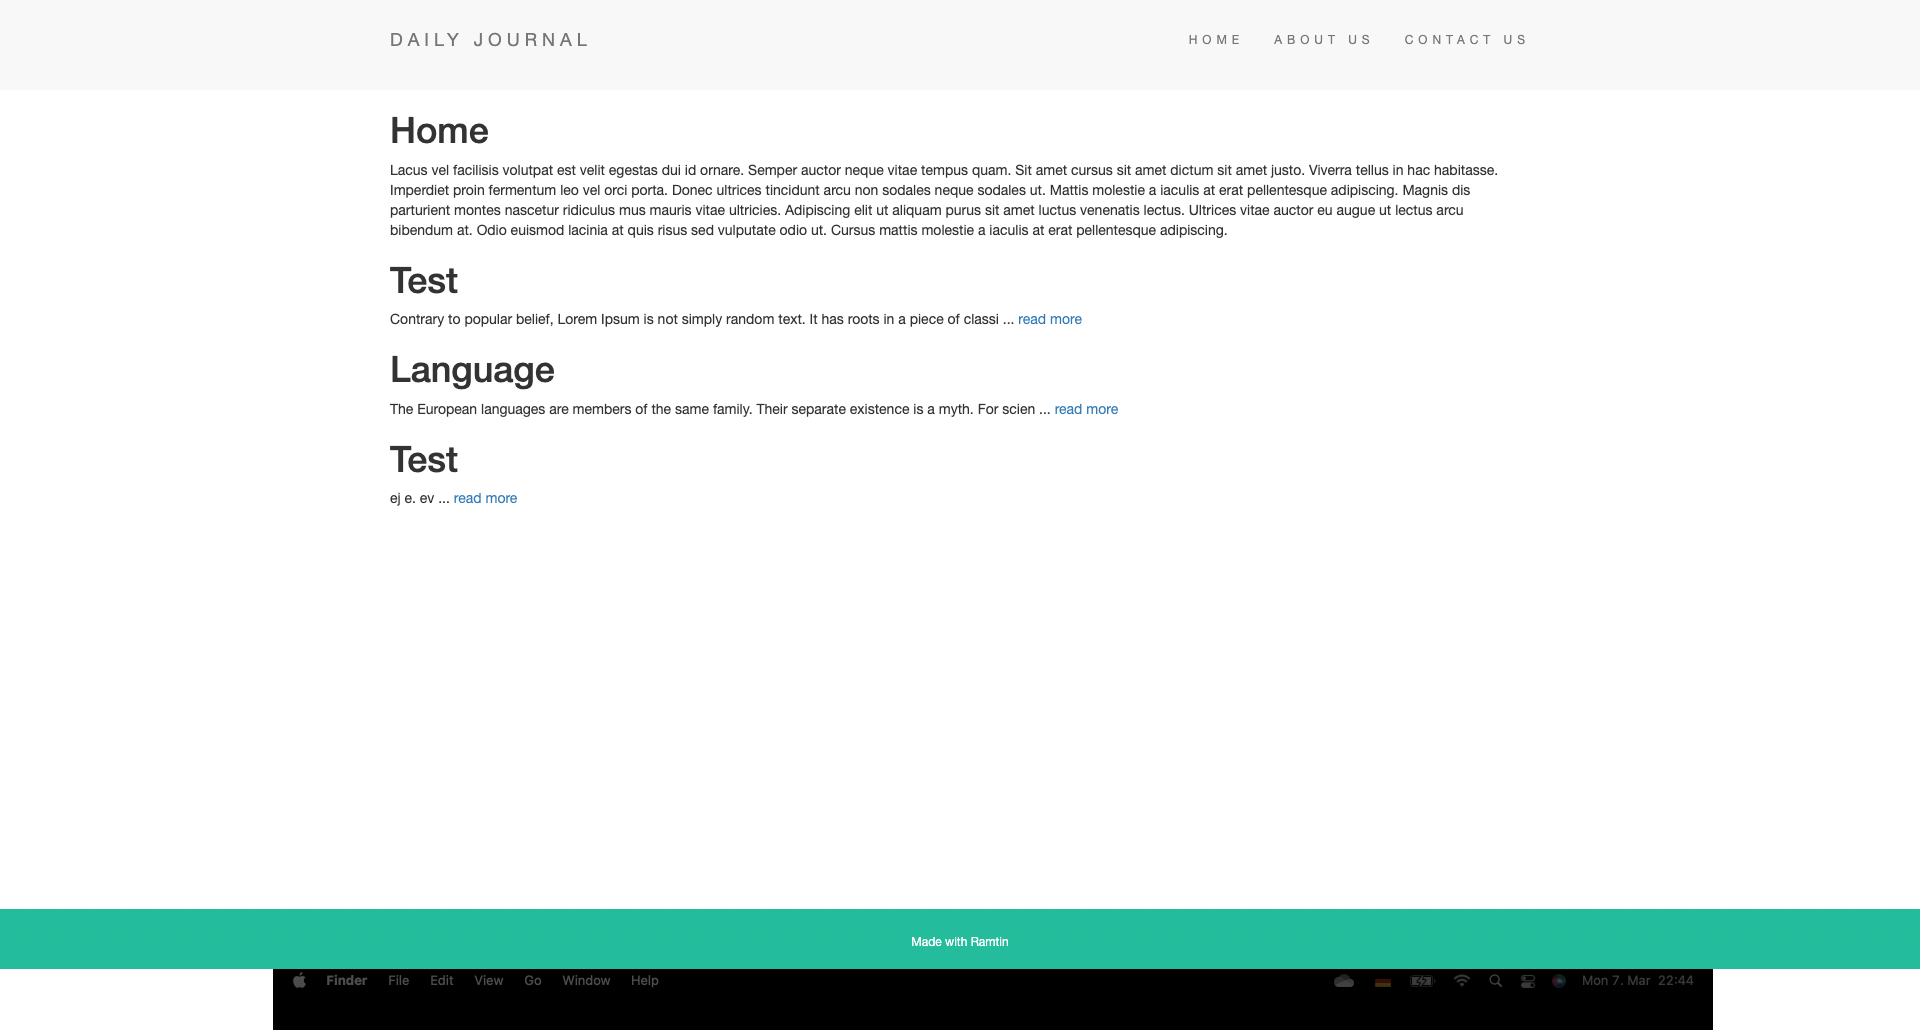 DAILY JOURNAL
HOME ABOUT US CONTACT US
Home
Lacus vel facilisis volutpat est velit egestas dui id ornare. Semper auctor neque vitae tempus quam. Sit amet cursus sit amet dictum sit amet justo. Viverra tellus in hac habitasse.
Imperdiet proin fermentum leo vel orci porta. Donec ultrices tincidunt arcu non sodales neque sodales ut. Mattis molestie a iaculis at erat pellentesque adipiscing. Magnis dis
parturient montes nascetur ridiculus mus mauris vitae ultricies. Adipiscing elit ut aliquam purus sit amet luctus venenatis lectus. Ultrices vitae auctor eu augue ut lectus arcu
bibendum at. Odio euismod lacinia at quis risus sed vulputate odio ut. Cursus mattis molestie a iaculis at erat pellentesque adipiscing.
Test
Contrary to popular belief, Lorem Ipsum is not simply random text. It has roots in a piece of classi ... read more
Language
The European languages are members of the same family. Their separate existence is a myth. For scien ... read more
Test
ej e. ev ... read more
Made with Ramtin
Finder File Edit View Go Window Help Mon 7. Mar 22:44